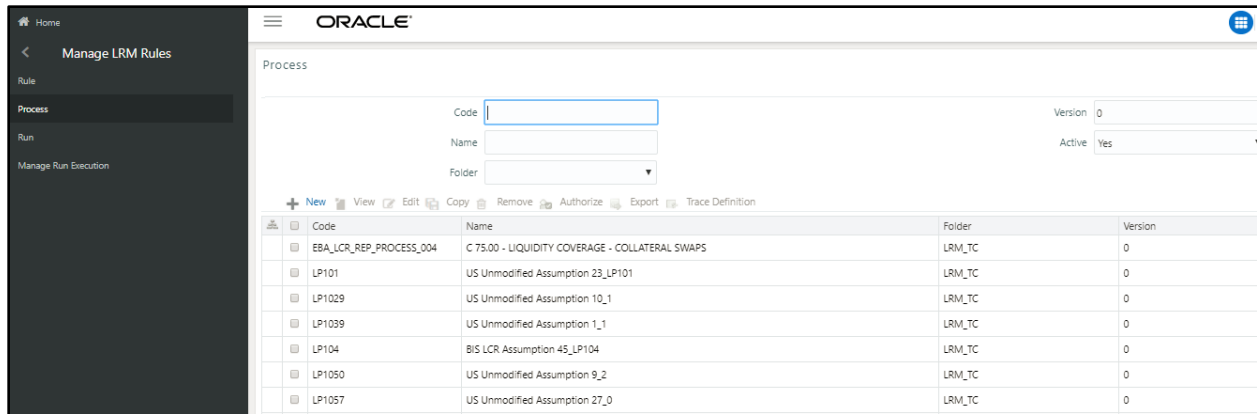 Home
Manage LRM Rules
Rule
Process
Run
Manage Run Execution
ORACLE
Process
Code
Version 0
Name
Active Yes
Folder
New View Edit Copy Remove Authorize Export Trace Definition
Code Name Folder Version
EBA_LCR_REP_PROCESS_004 C 75.00 - LIQUIDITY COVERAGE - COLLATERAL SWAPS LRM_TC 0
LP101 US Unmodified Assumption 23_LP101 LRM_TC 0
LP1029 US Unmodified Assumption 10_1 LRM_TC 0
LP1039 US Unmodified Assumption 1_1 LRM_TC 0
LP104 BIS LCR Assumption 45_LP104 LRM_TC 0
LP1050 US Unmodified Assumption 9_2 LRM_TC 0
LP1057 US Unmodified Assumption 27_0 LRM_TC 0